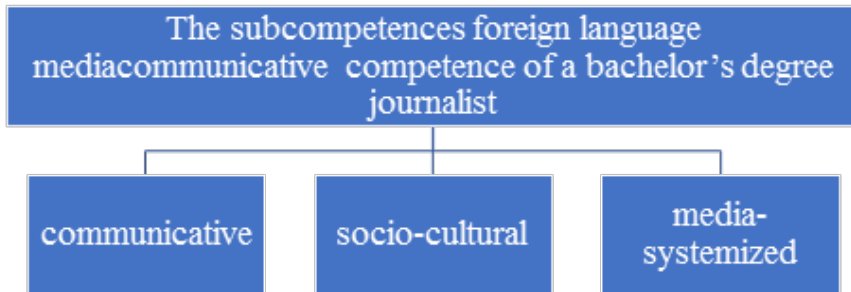 The subcompetences foreign language
mediacommunicative competence of a bachelor's degree
journalist
communicative
socio-cultural
media-
systemized